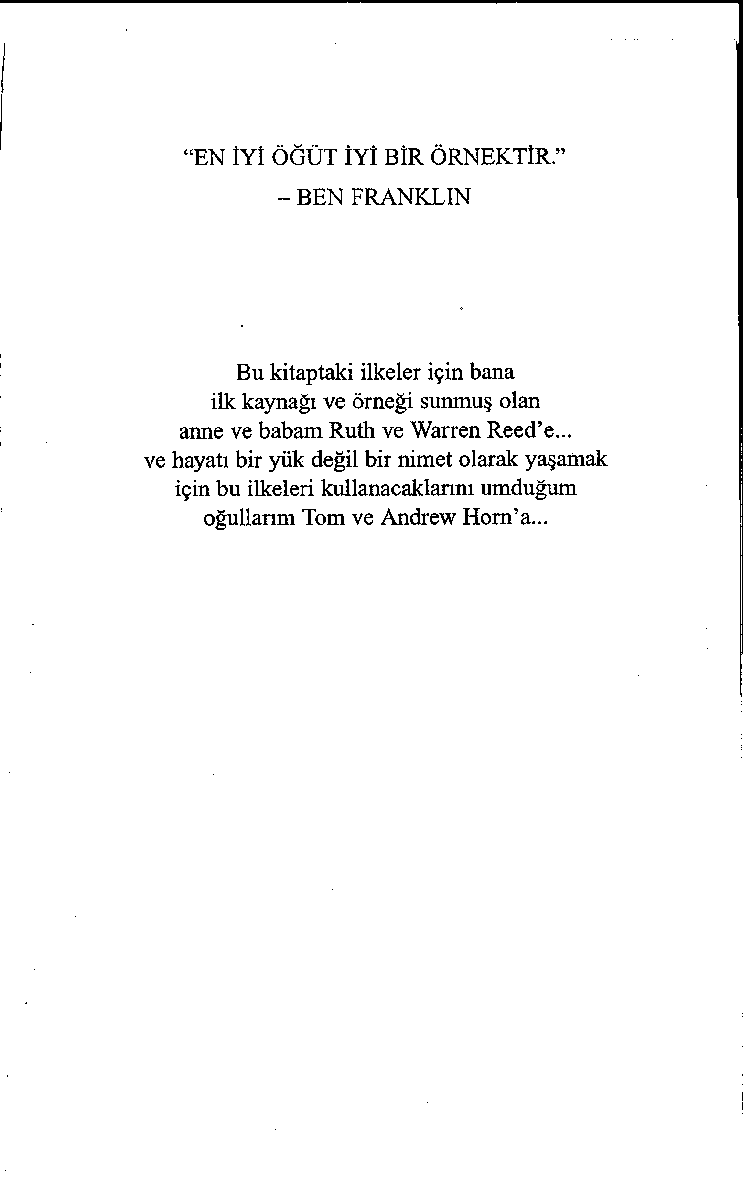 “EN İYİ ÖĞÜT İYİ BİR ÖRNEKTİR.”
– BEN FRANKLIN
Bu kitaptaki ilkeler için bana
ilk kaynağı ve örneği sunmuş olan
anne ve babam Ruth ve Warren Reed’e...
ve hayatı bir yük değil bir nimet olarak yaşamak
için bu ilkeleri kullanacaklarını umduğum
oğullarım Tom ve Andrew Horn’a...